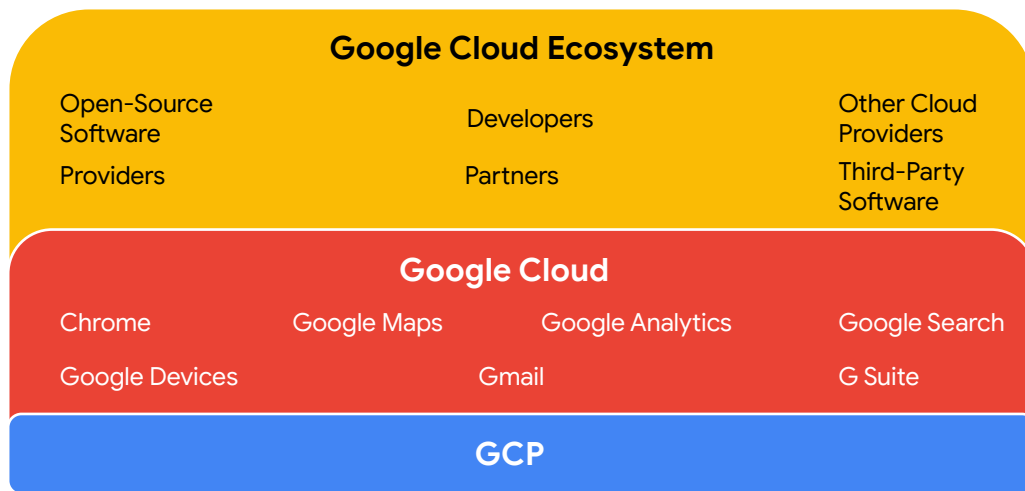 Google Cloud Ecosystem
Open-Source
Software
Developers
Other Cloud
Providers
Providers
Partners
Third-Party
Software
Google Cloud
Chrome
Google Maps
Google Analytics
Google Search
Google Devices
Gmail
G Suite
GCP